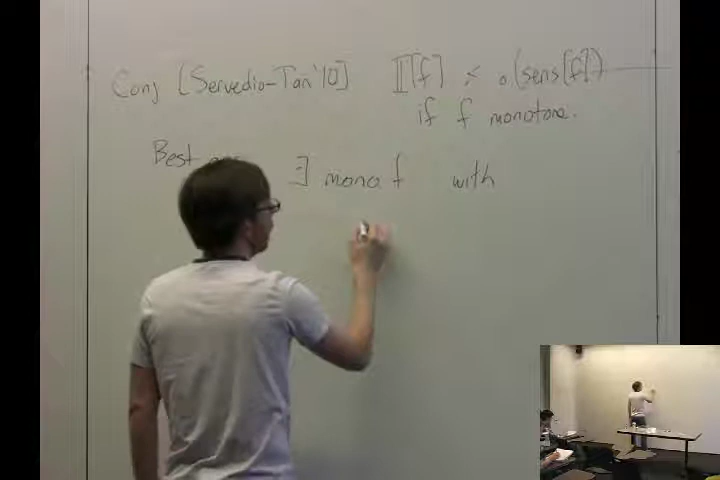 Conj [Servedio-Tan'10] 𝕀[f] ≤ o(sens[f])
if f monotone.
Best
∃ mono f with